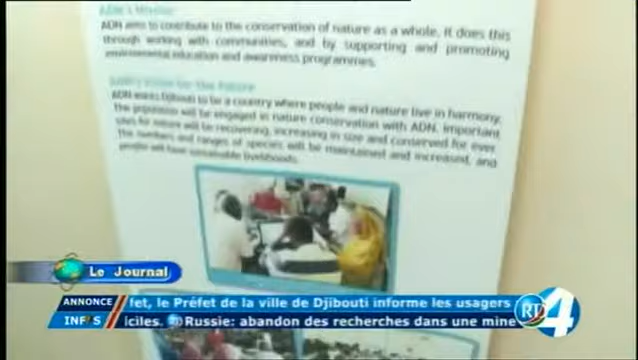 ADN's Mission
ADN aims to contribute to the conservation of nature as a whole. It does this
through working with communities, and by supporting and promoting
environmental education and awareness programmes.
ADN's Vision for the Future
ADN wants Djibouti to be a country where people and nature live in harmony.
The population will be engaged in nature conservation with ADN. Important
sites for nature will be recovering, increasing in size and conserved for ever.
The numbers and ranges of species will be maintained and increased, and
people will have sustainable livelihoods.
Le Journal
ANNONCE fet, le Préfet de la ville de Djibouti informe les usagers
INF'S lciles. Russie: abandon des recherches dans une mine
RTD 4